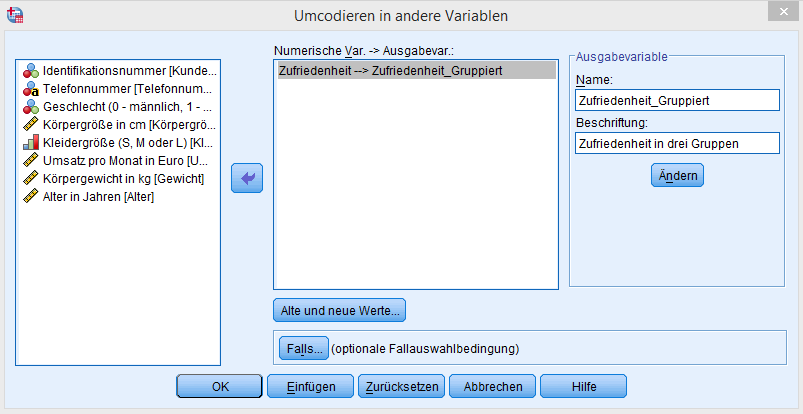 Umcodieren in andere Variablen
Identifikationsnummer [Kunde...
Telefonnummer [Telefonnum...
Geschlecht (0 - männlich, 1 - ...
Körpergröße in cm [Körpergrö...
Kleidergröße (S, M oder L) [Kl...
Umsatz pro Monat in Euro [U...
Körpergewicht in kg [Gewicht]
Alter in Jahren [Alter]
Numerische Var. -> Ausgabevar.:
Zufriedenheit --> Zufriedenheit_Gruppiert
Ausgabevariable
Name:
Zufriedenheit_Gruppiert
Beschriftung:
Zufriedenheit in drei Gruppen
Ändern
Alte und neue Werte...
Falls... (optionale Fallauswahlbedingung)
OK Einfügen Zurücksetzen Abbrechen Hilfe